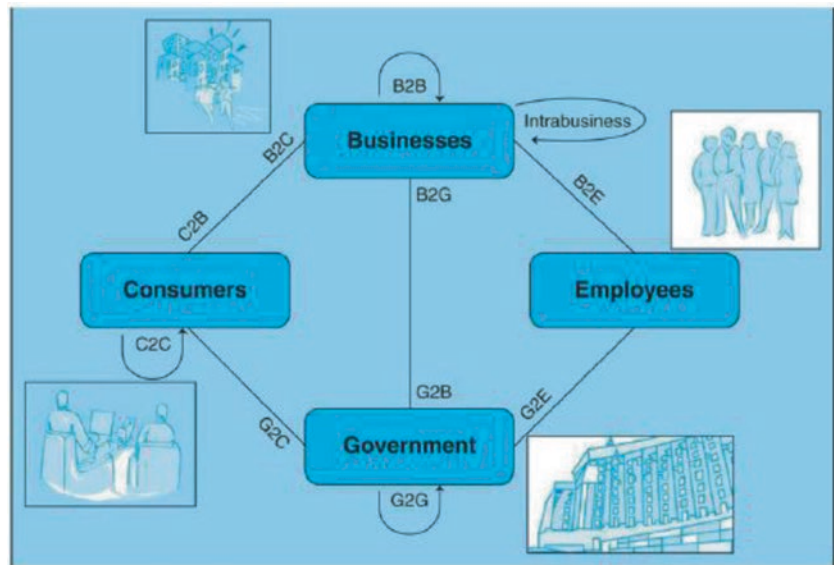 B2B
Businesses
Intrabusiness
B2C
B2G
B2E
C2B
Consumers
Employees
C2C
G2C
G2B
G2E
Government
G2G